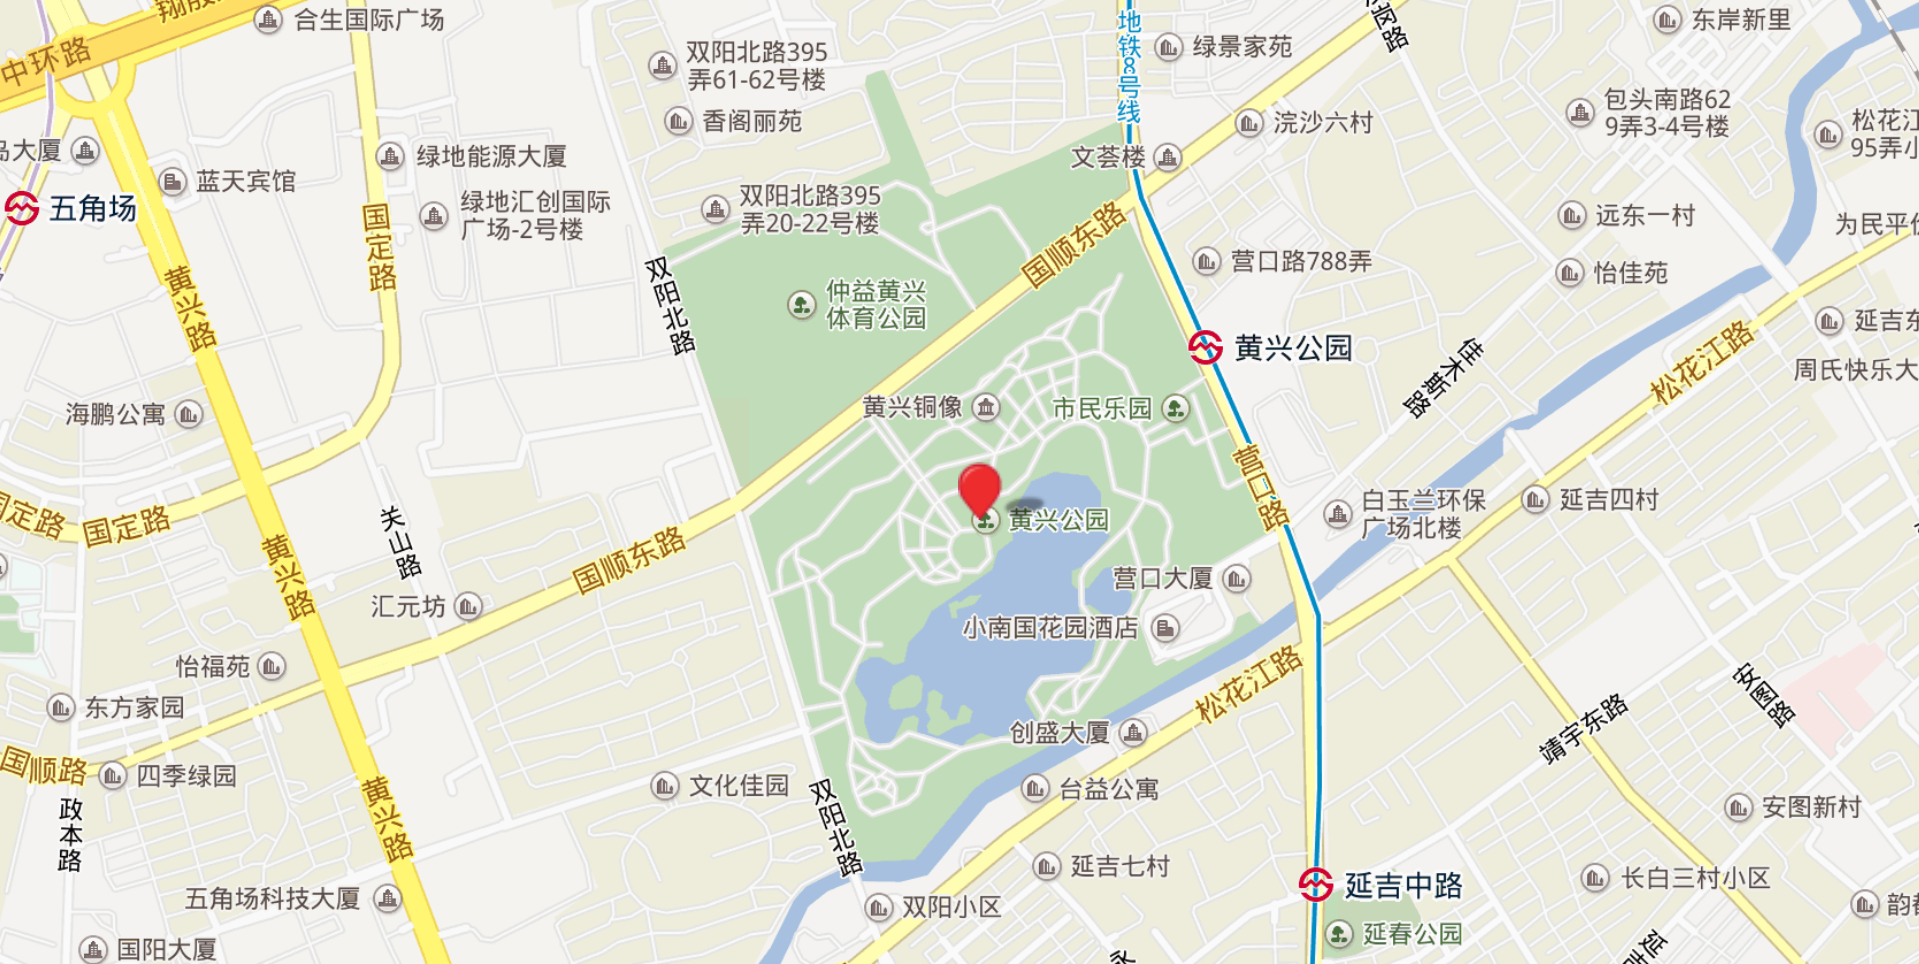 翔殷
合生国际广场
中环路
双阳北路395
弄61-62号楼
香阁丽苑
地铁8号线
绿景家苑
东岸新里
包头南路62
9弄3-4号楼
浣沙六村
松花江
95弄小
岛大厦
蓝天宾馆
绿地能源大厦
文荟楼
五角场
绿地汇创国际
广场-2号楼
双阳北路395
弄20-22号楼
国定路
国顺东路
远东一村
为民平价
营口路788弄
怡佳苑
黄兴路
双阳北路
仲益黄兴
体育公园
黄兴公园
延吉东
松花江路
佳木斯路
周氏快乐大
海鹏公寓
黄兴铜像
市民乐园
营口路
白玉兰环保
广场北楼
延吉四村
国定路
国定路
关山路
黄兴公园
国顺东路
黄兴路
汇元坊
营口大厦
小南国花园酒店
怡福苑
松花江路
东方家园
安图路
靖宇东路
创盛大厦
国顺路
四季绿园
文化佳园
台益公寓
双阳北路
黄兴路
安图新村
政本路
延吉七村
延吉中路
长白三村小区
五角场科技大厦
双阳小区
延春公园
国阳大厦